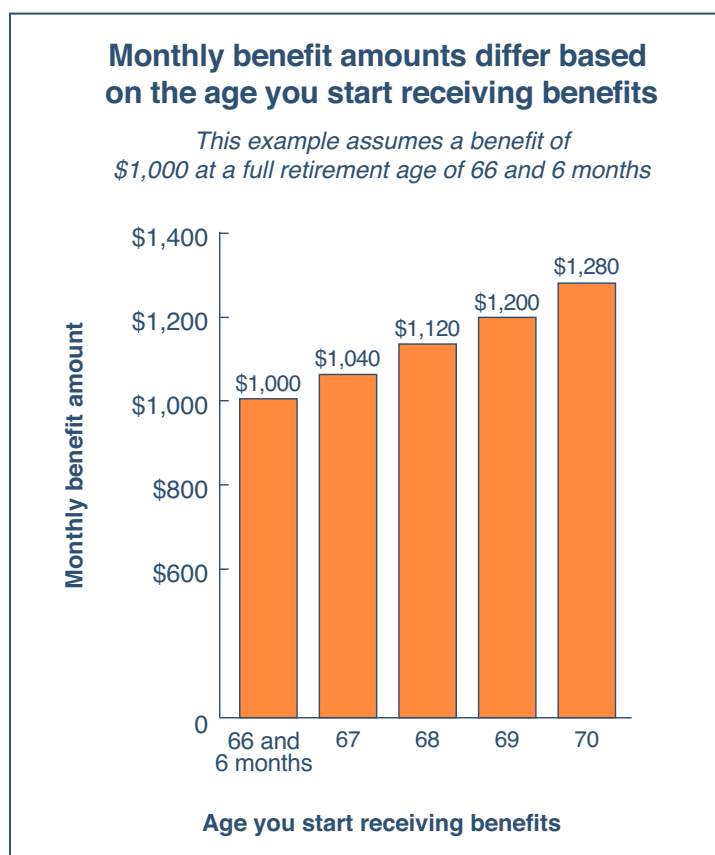 Monthly benefit amounts differ based
on the age you start receiving benefits
This example assumes a benefit of
$1,000 at a full retirement age of 66 and 6 months
Monthly benefit amount
$1,400
$1,200
$1,000
$800
$600
0
$1,000
$1,040
$1,120
$1,200
$1,280
66 and
6 months
67
68
69
70
Age you start receiving benefits